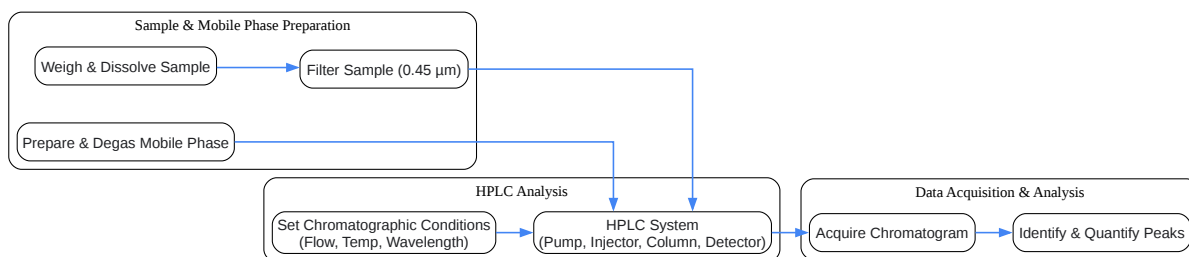 Sample & Mobile Phase Preparation
Weigh & Dissolve Sample
Filter Sample (0.45 µm)
Prepare & Degas Mobile Phase
HPLC Analysis
Set Chromatographic Conditions
(Flow, Temp, Wavelength)
HPLC System
(Pump, Injector, Column, Detector)
Data Acquisition & Analysis
Acquire Chromatogram
Identify & Quantify Peaks